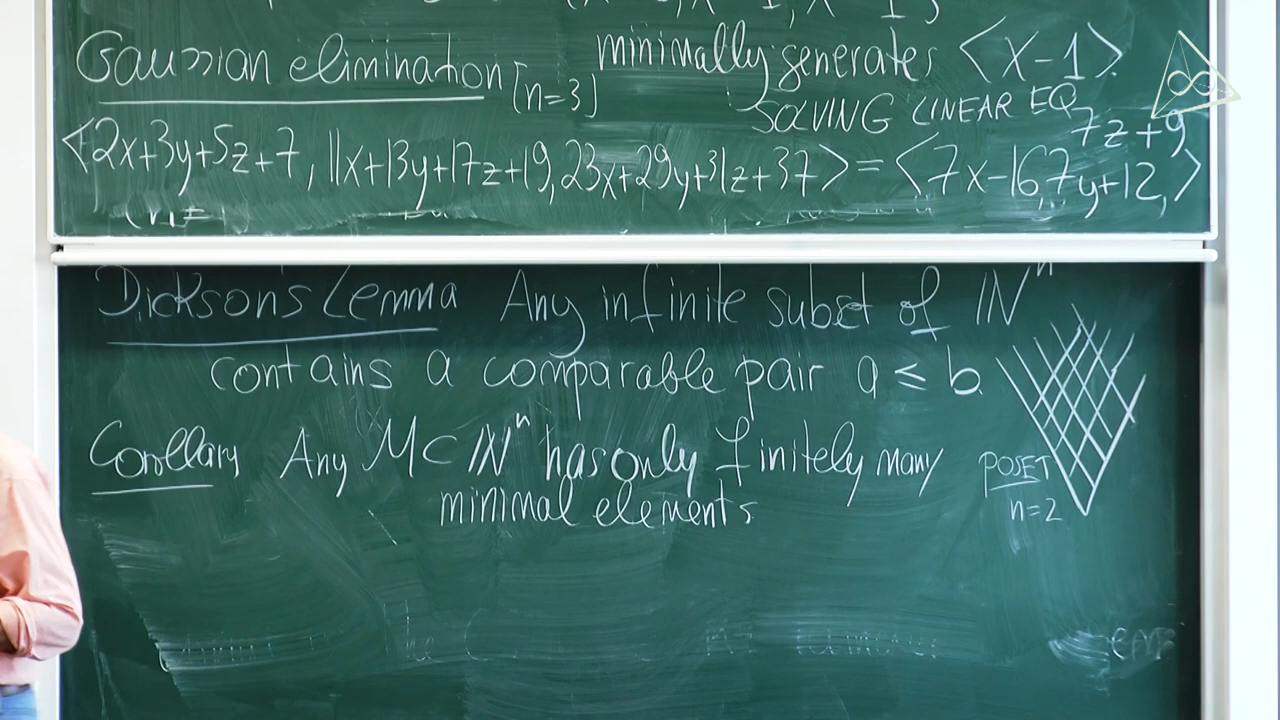 Gaussian elimination [n=3] minimally generates ⟨x-1⟩.
SOLVING LINEAR EQ
⟨2x+3y+5z+7, 11x+13y+17z+19, 23x+29y+31z+37⟩ = ⟨7x-16, 7y+12, 7z+9⟩
Dickson's Lemma Any infinite subset of ℕⁿ
contains a comparable pair a ≤ b.
Corollary Any M ⊂ ℕⁿ has only finitely many
minimal elements
POSET
n=2